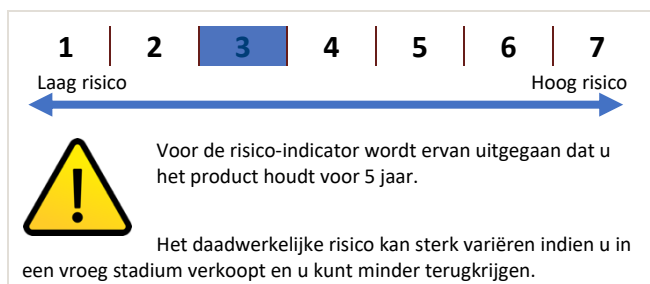 1 2 3 4 5 6 7
Laag risico Hoog risico
Voor de risico-indicator wordt ervan uitgegaan dat u
het product houdt voor 5 jaar.
Het daadwerkelijke risico kan sterk variëren indien u in
een vroeg stadium verkoopt en u kunt minder terugkrijgen.